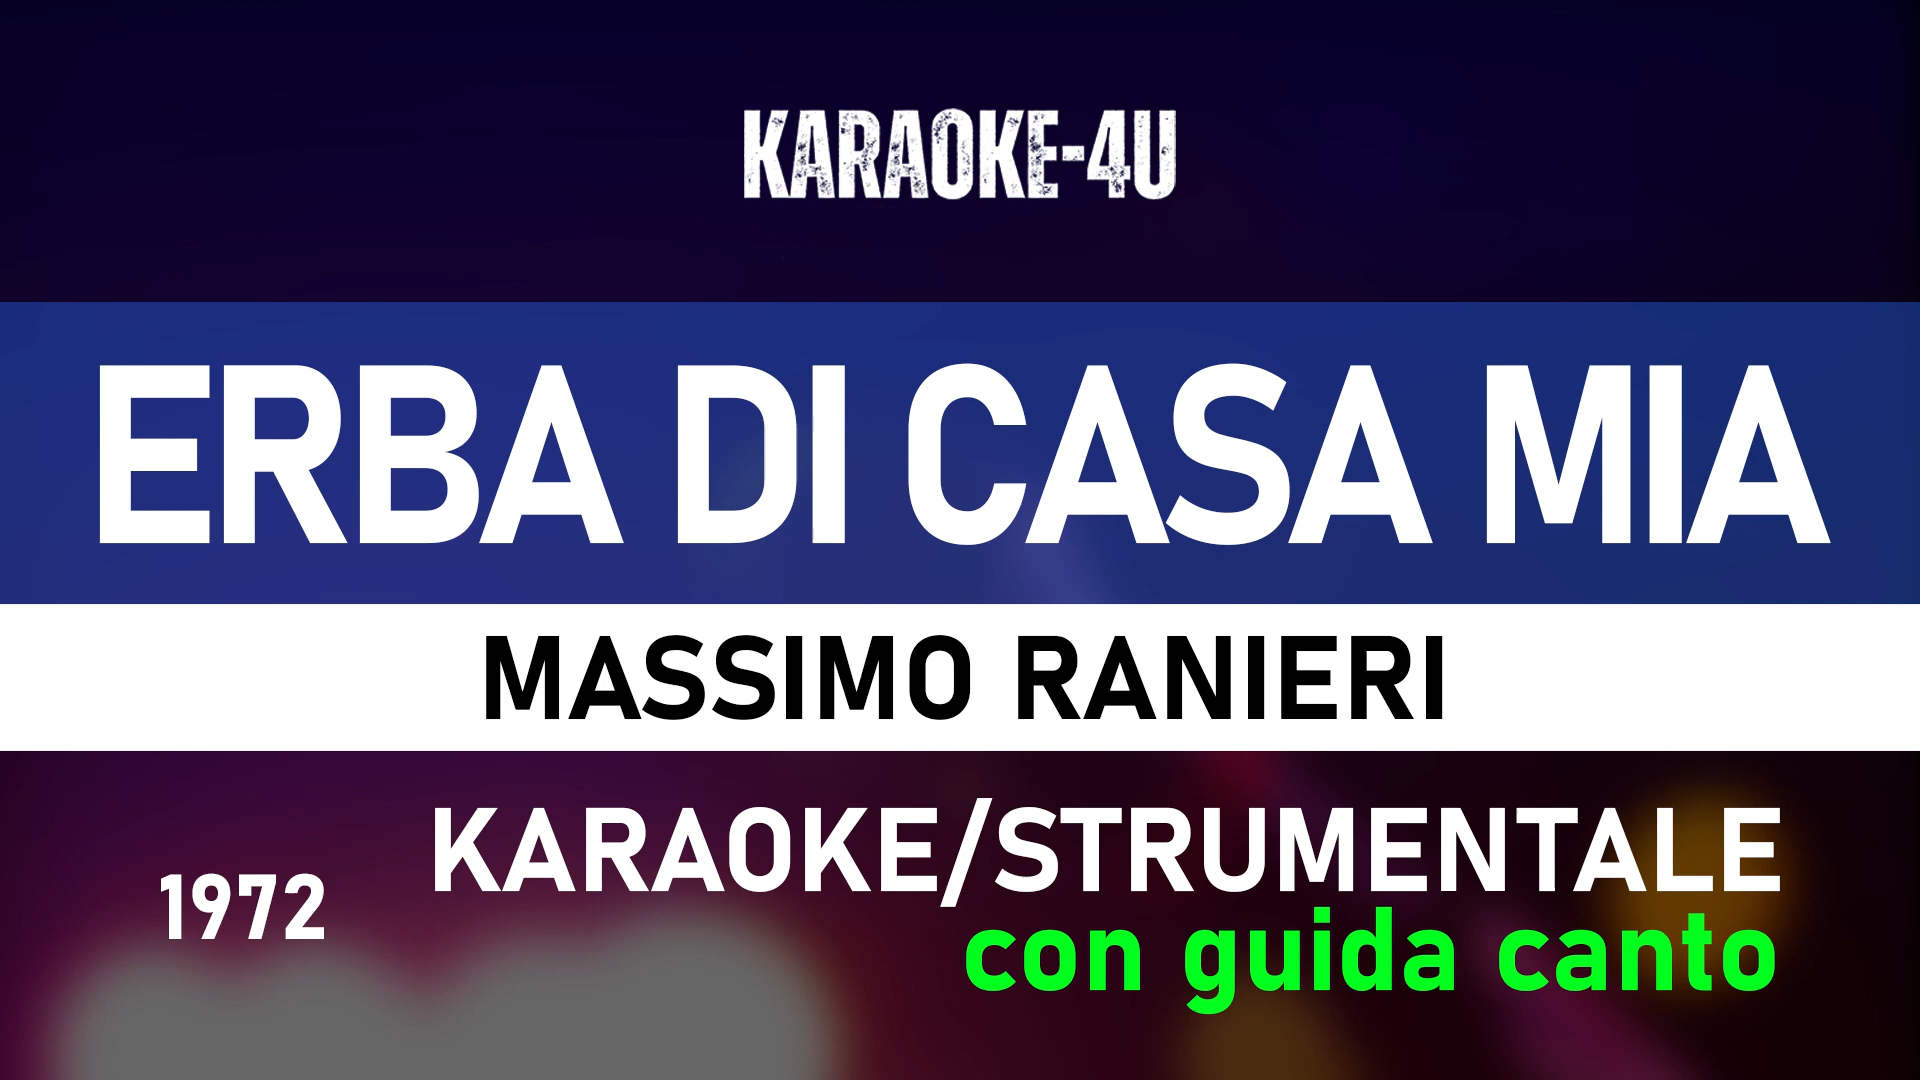 KARAOKE-4U
ERBA DI CASA MIA
MASSIMO RANIERI
KARAOKE/STRUMENTALE
1972
con guida canto